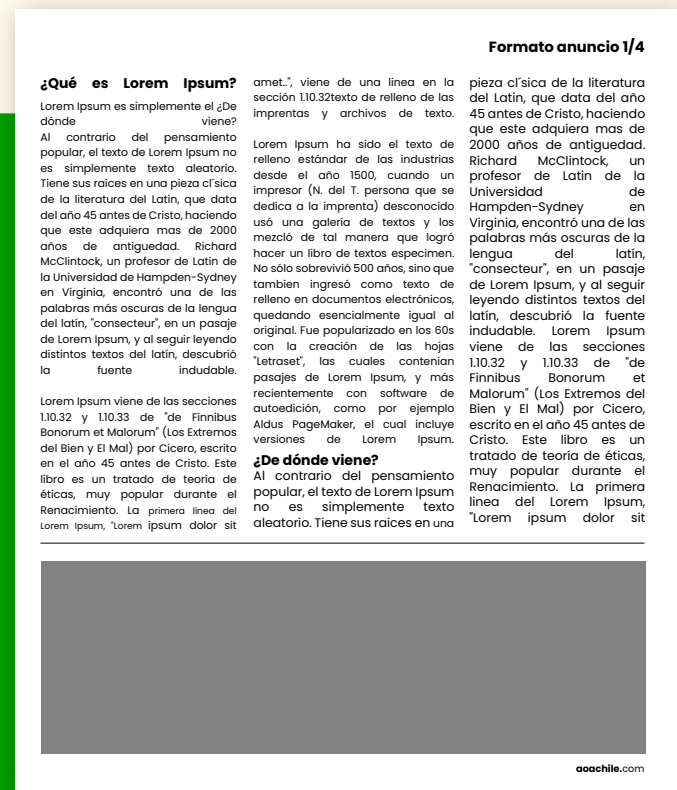 Formato anuncio 1/4
¿Qué es Lorem Ipsum?
Lorem Ipsum es simplemente el ¿De
dónde viene?
Al contrario del pensamiento
popular, el texto de Lorem Ipsum no
es simplemente texto aleatorio.
Tiene sus raices en una pieza cl´sica
de la literatura del Latin, que data
del año 45 antes de Cristo, haciendo
que este adquiera mas de 2000
años de antiguedad. Richard
McClintock, un profesor de Latin de
la Universidad de Hampden-Sydney
en Virginia, encontró una de las
palabras más oscuras de la lengua
del latín, "consecteur", en un pasaje
de Lorem Ipsum, y al seguir leyendo
distintos textos del latín, descubrió
la fuente indudable.
Lorem Ipsum viene de las secciones
1.10.32 y 1.10.33 de "de Finnibus
Bonorum et Malorum" (Los Extremos
del Bien y El Mal) por Cicero, escrito
en el año 45 antes de Cristo. Este
libro es un tratado de teoría de
éticas, muy popular durante el
Renacimiento. La primera linea del
Lorem Ipsum, "Lorem ipsum dolor sit
amet..", viene de una linea en la
sección 1.10.32texto de relleno de las
imprentas y archivos de texto.
Lorem Ipsum ha sido el texto de
relleno estándar de las industrias
desde el año 1500, cuando un
impresor (N. del T. persona que se
dedica a la imprenta) desconocido
usó una galería de textos y los
mezcló de tal manera que logró
hacer un libro de textos especimen.
No sólo sobrevivió 500 años, sino que
tambien ingresó como texto de
relleno en documentos electrónicos,
quedando esencialmente igual al
original. Fue popularizado en los 60s
con la creación de las hojas
"Letraset", las cuales contenian
pasajes de Lorem Ipsum, y más
recientemente con software de
autoedición, como por ejemplo
Aldus PageMaker, el cual incluye
versiones de Lorem Ipsum.
¿De dónde viene?
Al contrario del pensamiento
popular, el texto de Lorem Ipsum
no es simplemente texto
aleatorio. Tiene sus raices en una
pieza cl´sica de la literatura
del Latin, que data del año
45 antes de Cristo, haciendo
que este adquiera mas de
2000 años de antiguedad.
Richard McClintock, un
profesor de Latin de la
Universidad de
Hampden-Sydney en
Virginia, encontró una de las
palabras más oscuras de la
lengua del latín,
"consecteur", en un pasaje
de Lorem Ipsum, y al seguir
leyendo distintos textos del
latín, descubrió la fuente
indudable. Lorem Ipsum
viene de las secciones
1.10.32 y 1.10.33 de "de
Finnibus Bonorum et
Malorum" (Los Extremos del
Bien y El Mal) por Cicero,
escrito en el año 45 antes de
Cristo. Este libro es un
tratado de teoría de éticas,
muy popular durante el
Renacimiento. La primera
linea del Lorem Ipsum,
"Lorem ipsum dolor sit
aoachile.com